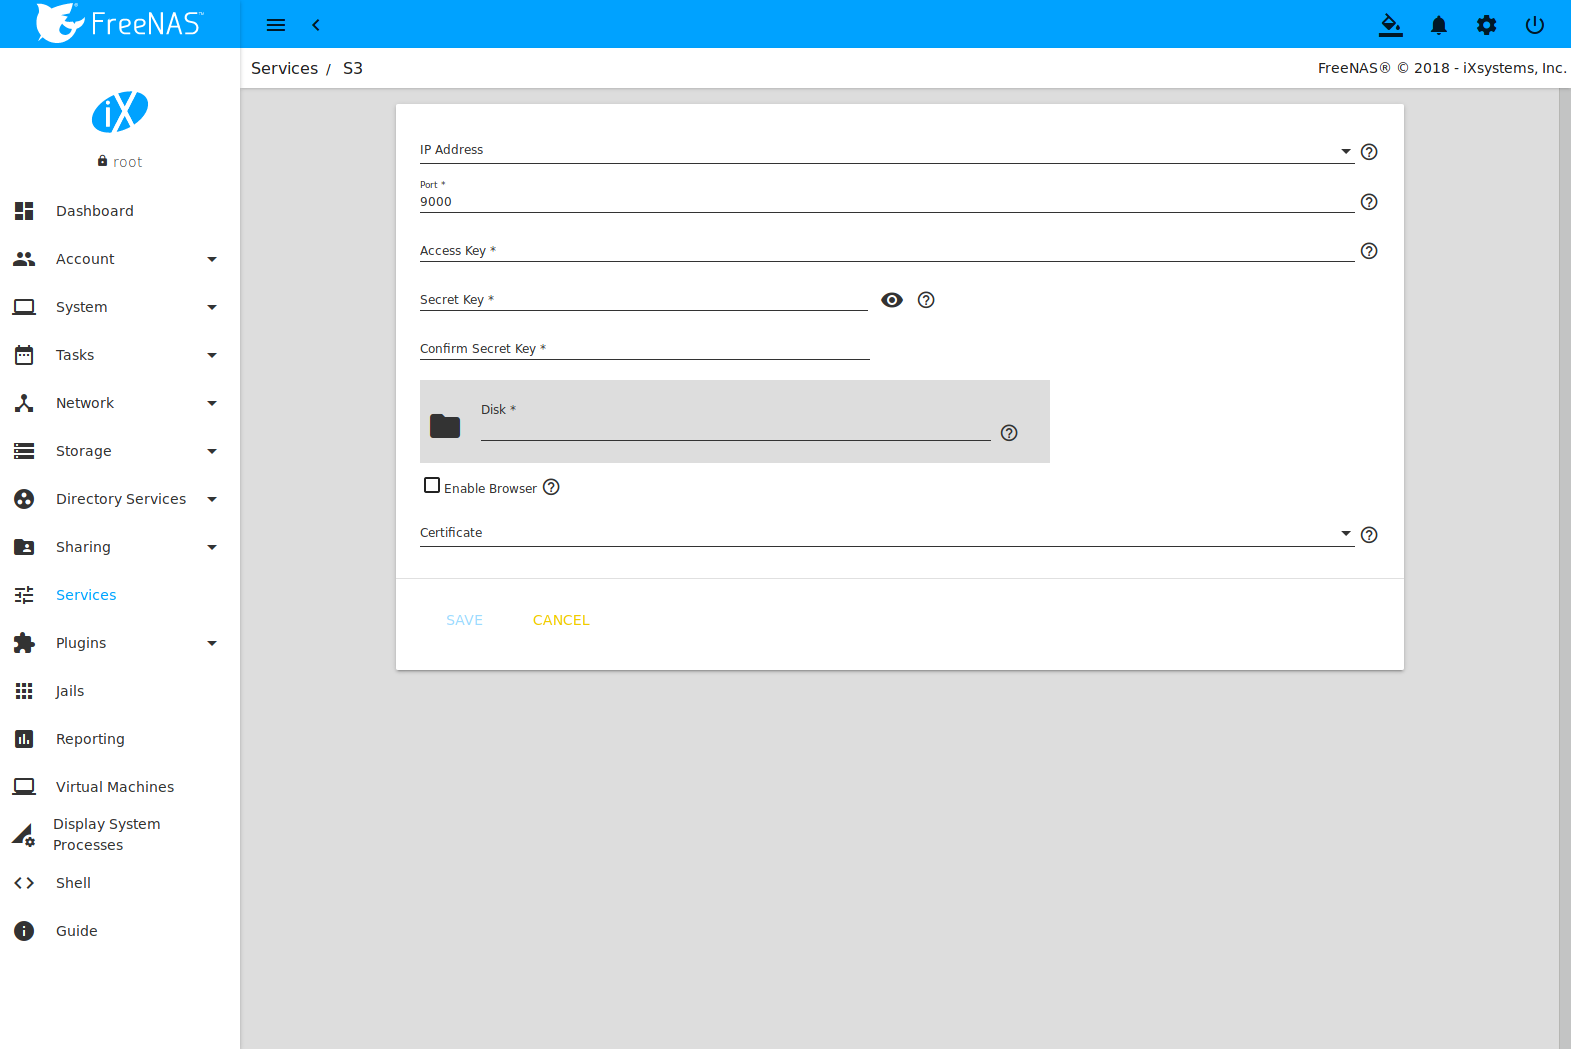 FreeNAS™
Services / S3
FreeNAS® © 2018 - iXsystems, Inc.
iX
root
Dashboard
Account
System
Tasks
Network
Storage
Directory Services
Sharing
Services
Plugins
Jails
Reporting
Virtual Machines
Display System
Processes
Shell
Guide
IP Address
Port *
9000
Access Key *
Secret Key *
Confirm Secret Key *
Disk *
Enable Browser
Certificate
SAVE CANCEL